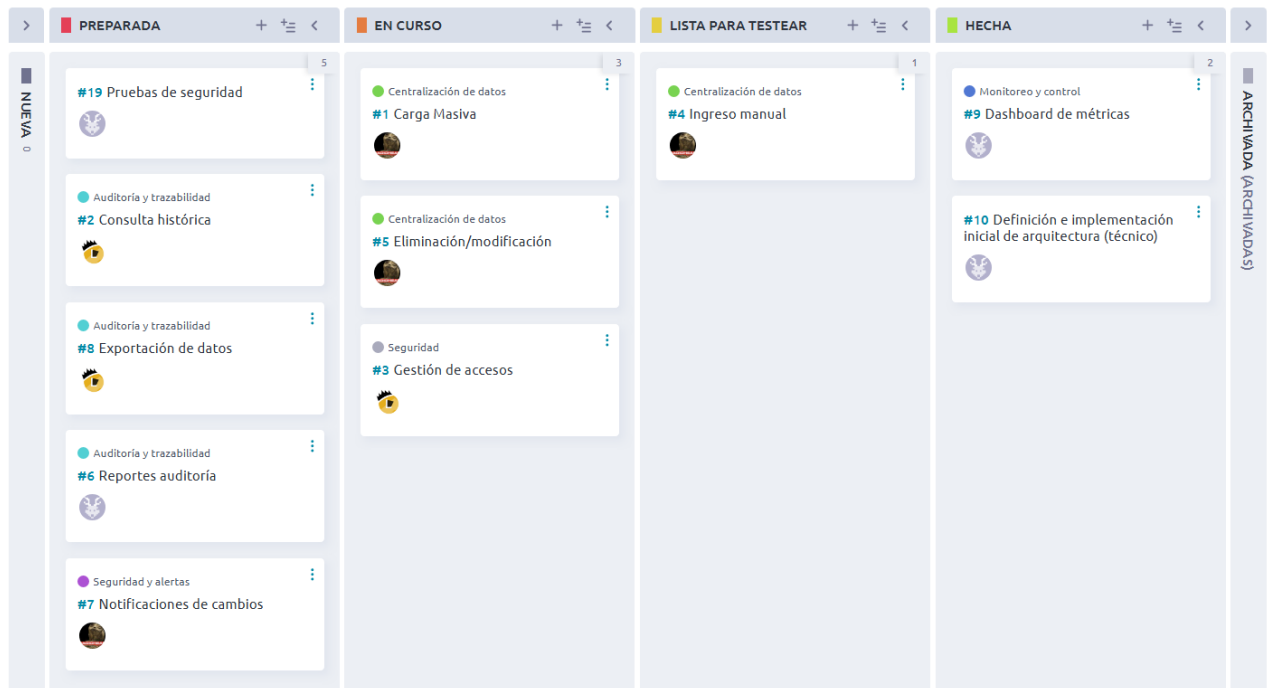 NUEVA 0
PREPARADA
5
#19 Pruebas de seguridad
Auditoría y trazabilidad
#2 Consulta histórica
Auditoría y trazabilidad
#8 Exportación de datos
Auditoría y trazabilidad
#6 Reportes auditoría
Seguridad y alertas
#7 Notificaciones de cambios
EN CURSO
3
Centralización de datos
#1 Carga Masiva
Centralización de datos
#5 Eliminación/modificación
Seguridad
#3 Gestión de accesos
LISTA PARA TESTEAR
1
Centralización de datos
#4 Ingreso manual
HECHA
2
Monitoreo y control
#9 Dashboard de métricas
#10 Definición e implementación
inicial de arquitectura (técnico)
ARCHIVADA (ARCHIVADAS)